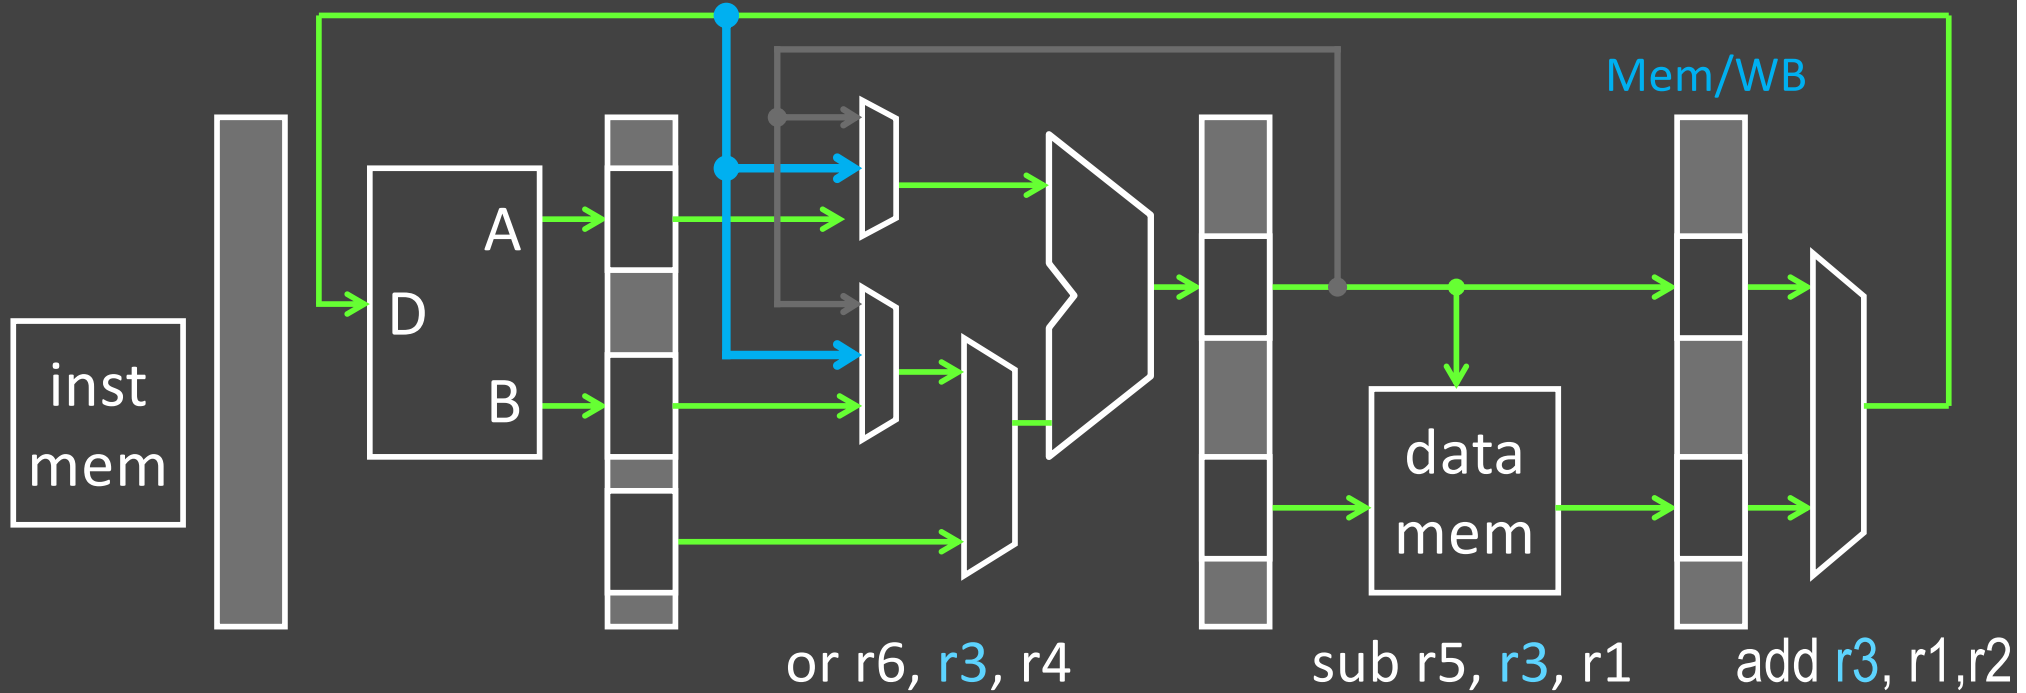 Mem/WB
A
D
B
inst
mem
data
mem
or r6, r3, r4
sub r5, r3, r1
add r3, r1,r2